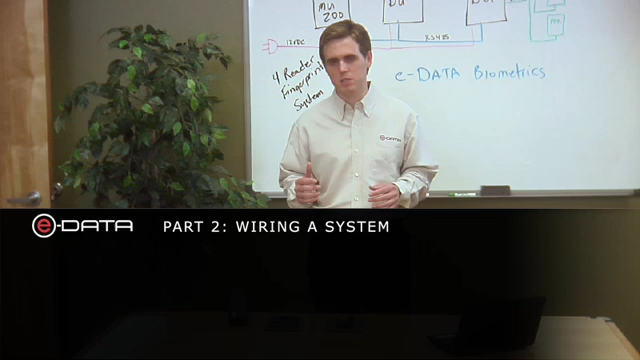 MU
200
DU
12VDC
RS485
4 Reader
Fingerprint
System
e-DATA Biometrics
e-DATA
e-DATA
PART 2: WIRING A SYSTEM